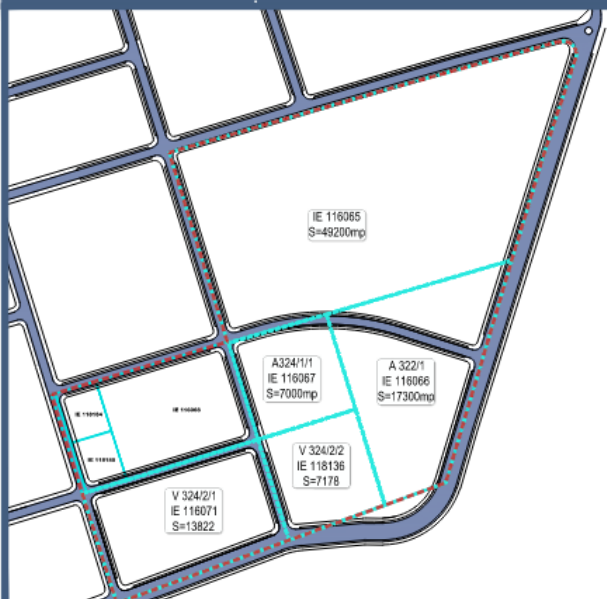 IE 116065
S=49200mp
A324/1/1
IE 116067
S=7000mp
A 322/1
IE 116066
S=17300mp
V 324/2/2
IE 118136
S=7178
V 324/2/1
IE 116071
S=13822